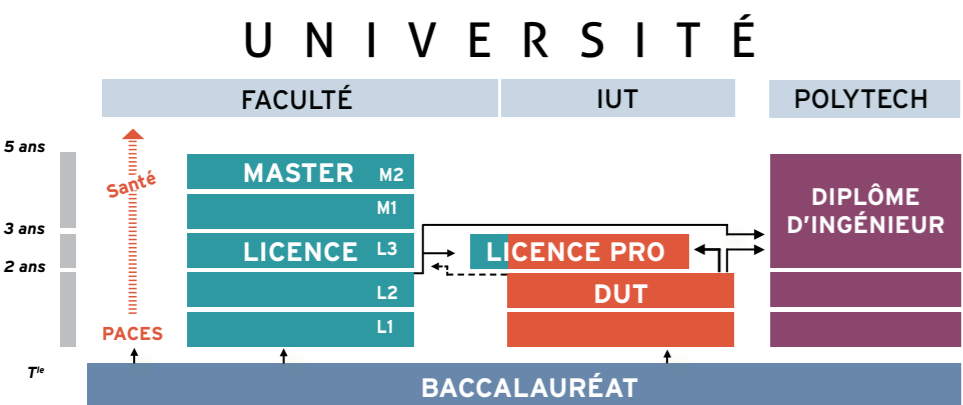 UNIVERSITÉ
FACULTÉ
IUT
POLYTECH
5 ans
3 ans
2 ans
Tle
Santé
PACES
MASTER M2
M1
LICENCE L3
L2
L1
LICENCE PRO
DUT
DIPLÔME
D'INGÉNIEUR
BACCALAURÉAT